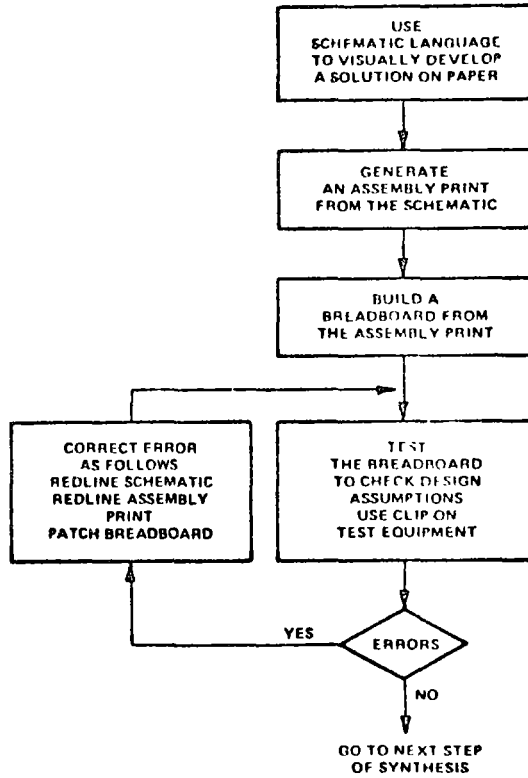 USE
SCHEMATIC LANGUAGE
TO VISUALLY DEVELOP
A SOLUTION ON PAPER
GENERATE
AN ASSEMBLY PRINT
FROM THE SCHEMATIC
BUILD A
BREADBOARD FROM
THE ASSEMBLY PRINT
CORRECT ERROR
AS FOLLOWS
REDLINE SCHEMATIC
REDLINE ASSEMBLY
PRINT
PATCH BREADBOARD
TEST
THE BREADBOARD
TO CHECK DESIGN
ASSUMPTIONS
USE CLIP ON
TEST EQUIPMENT
YES
ERRORS
NO
GO TO NEXT STEP
OF SYNTHESIS